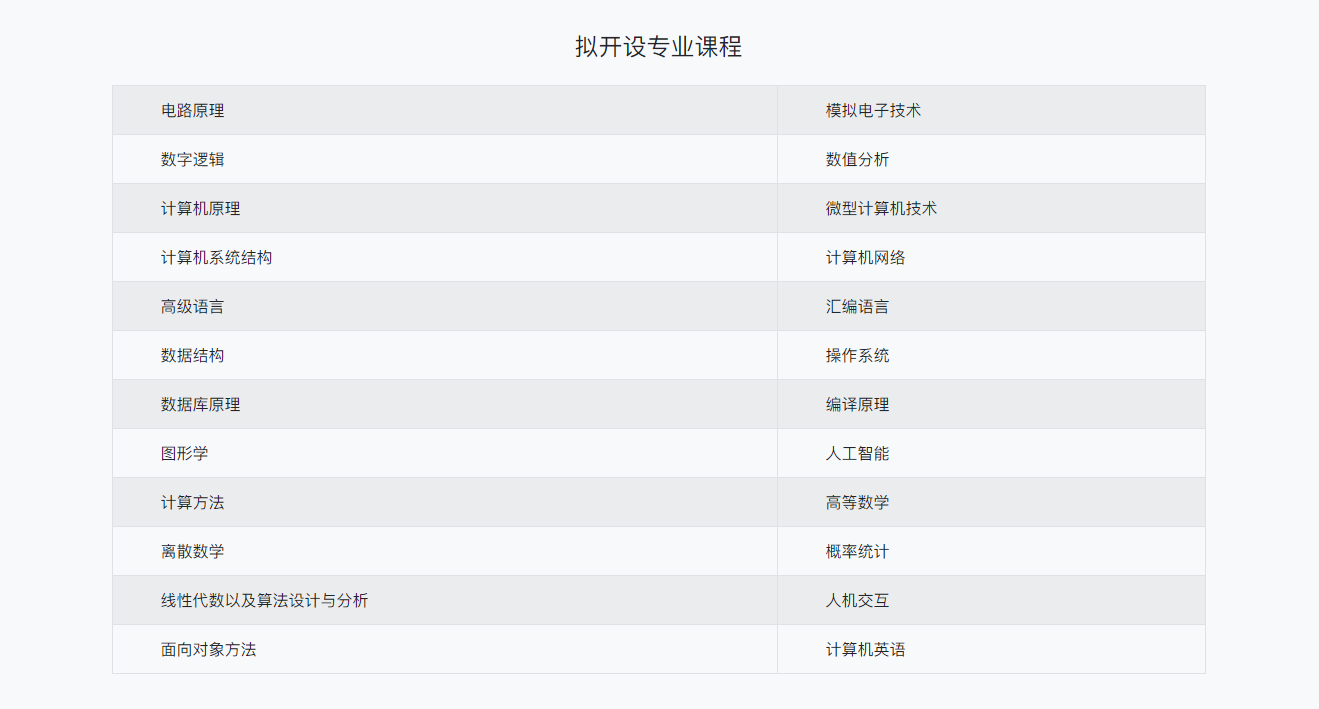 拟开设专业课程
电路原理 模拟电子技术
数字逻辑 数值分析
计算机原理 微型计算机技术
计算机系统结构 计算机网络
高级语言 汇编语言
数据结构 操作系统
数据库原理 编译原理
图形学 人工智能
计算方法 高等数学
离散数学 概率统计
线性代数以及算法设计与分析 人机交互
面向对象方法 计算机英语